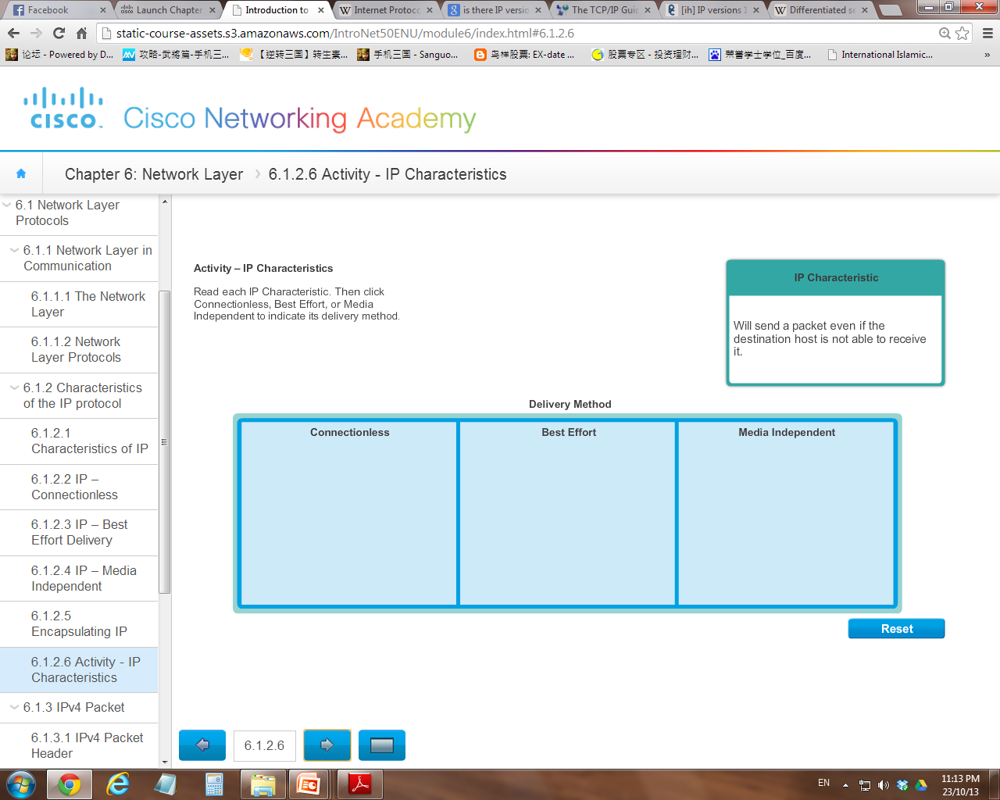 Facebook
Launch Chapter
Introduction to
Internet Protoco
is there IP versio
The TCP/IP Guid
[ih] IP versions 1
Differentiated se
static-course-assets.s3.amazonaws.com/IntroNet50ENU/module6/index.html#6.1.2.6
论坛 - Powered by D...
攻略-武將篇-手机三...
【逆转三国】转生素...
手机三国 - Sanguo...
鸟样股票: EX-date ...
股票专区 - 投资理财...
荣誉学士学位_百度...
International Islamic...
»
CISCO
Cisco Networking Academy
Chapter 6: Network Layer
6.1.2.6 Activity - IP Characteristics
6.1 Network Layer
Protocols
6.1.1 Network Layer in
Communication
6.1.1.1 The Network
Layer
6.1.1.2 Network
Layer Protocols
6.1.2 Characteristics
of the IP protocol
6.1.2.1
Characteristics of IP
6.1.2.2 IP –
Connectionless
6.1.2.3 IP – Best
Effort Delivery
6.1.2.4 IP – Media
Independent
6.1.2.5
Encapsulating IP
6.1.2.6 Activity - IP
Characteristics
6.1.3 IPv4 Packet
6.1.3.1 IPv4 Packet
Header
Activity – IP Characteristics
Read each IP Characteristic. Then click
Connectionless, Best Effort, or Media
Independent to indicate its delivery method.
IP Characteristic
Will send a packet even if the
destination host is not able to receive
it.
Delivery Method
Connectionless
Best Effort
Media Independent
Reset
6.1.2.6
EN
11:13 PM
23/10/13